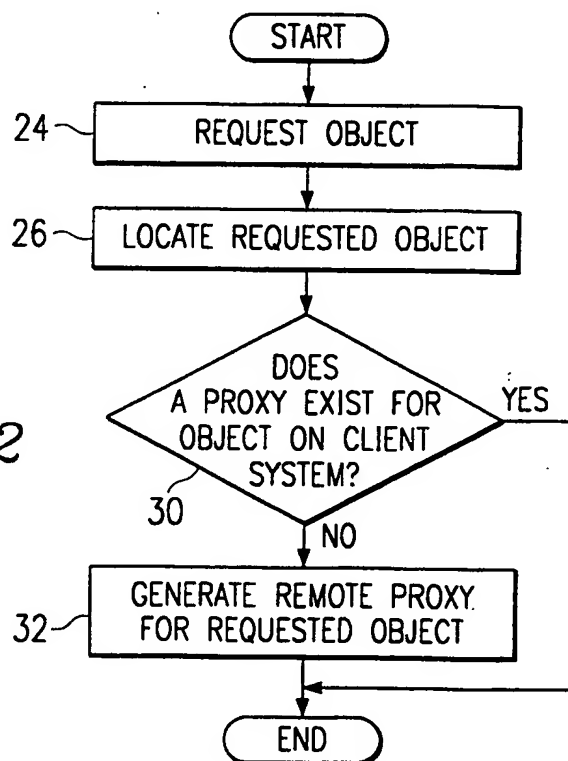 START
24
REQUEST OBJECT
26
LOCATE REQUESTED OBJECT
DOES
A PROXY EXIST FOR
OBJECT ON CLIENT
SYSTEM?
YES
2
30
NO
32
GENERATE REMOTE PROXY
FOR REQUESTED OBJECT
END